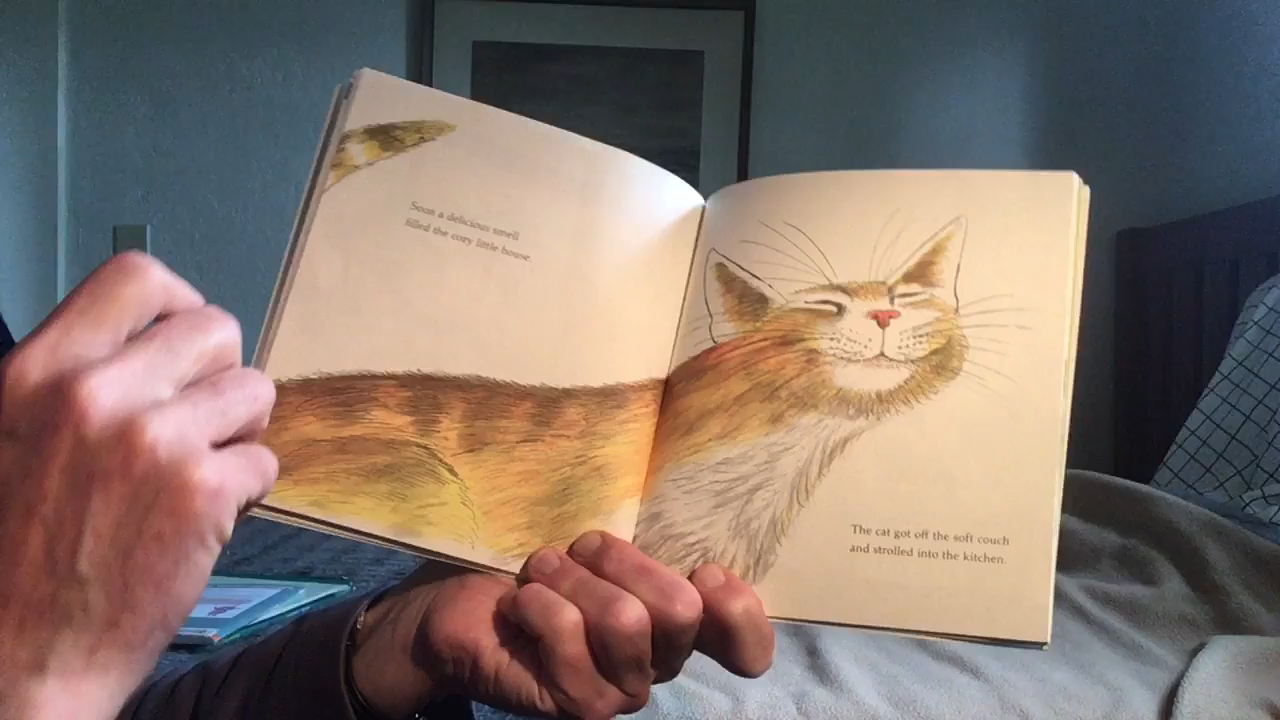 Soon a delicious smell
filled the cozy little house.
The cat got off the soft couch
and strolled into the kitchen.